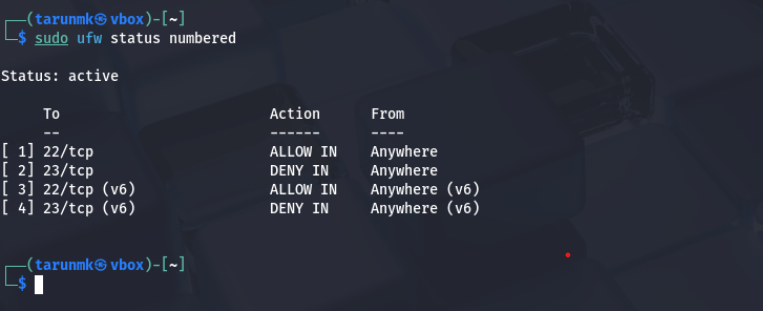 ┌──(tarunmk㉿vbox)-[~]
└─$ sudo ufw status numbered
Status: active
To Action From
-- ------ ----
[ 1] 22/tcp ALLOW IN Anywhere
[ 2] 23/tcp DENY IN Anywhere
[ 3] 22/tcp (v6) ALLOW IN Anywhere (v6)
[ 4] 23/tcp (v6) DENY IN Anywhere (v6)
┌──(tarunmk㉿vbox)-[~]
└─$